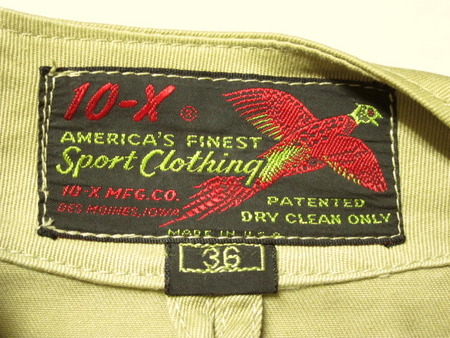 10-X ®
AMERICA'S FINEST
Sport Clothing
10-X MFG. CO.
DES MOINES, IOWA
PATENTED
DRY CLEAN ONLY
MADE IN U.S.A
36